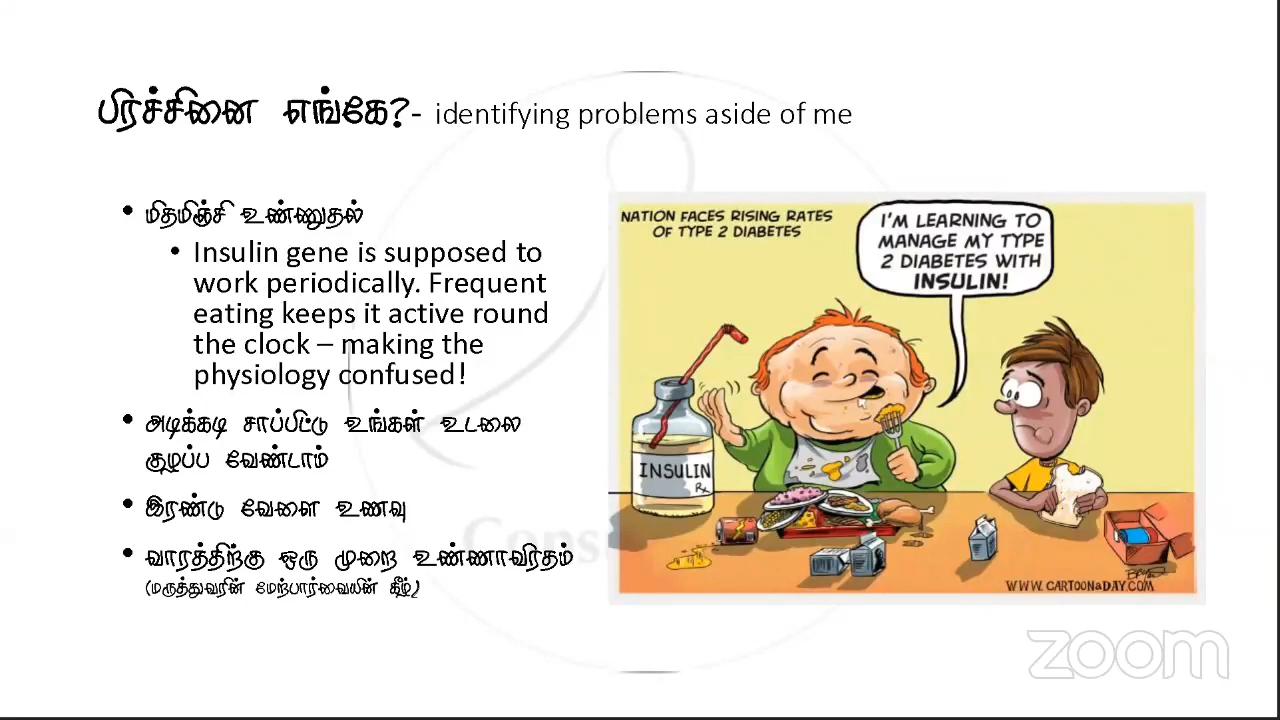 பிரச்சினை எங்கே?- identifying problems aside of me
• மிதமிஞ்சி உண்ணுதல்
• Insulin gene is supposed to
work periodically. Frequent
eating keeps it active round
the clock – making the
physiology confused!
• அடிக்கடி சாப்பிட்டு உங்கள் உடலை
குழப்ப வேண்டாம்
• இரண்டு வேளை உணவு
• வாரத்திற்கு ஒரு முறை உண்ணாவிரதம்
(மருத்துவரின் மேற்பார்வையின் கீழ்)
NATION FACES RISING RATES
OF TYPE 2 DIABETES
I'M LEARNING TO
MANAGE MY TYPE
2 DIABETES WITH
INSULIN!
INSULIN
Rx
WWW.CARTOONaDAY.COM
zoom